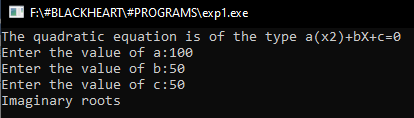 F:\#BLACKHEART\#PROGRAMS\exp1.exe
The quadratic equation is of the type a(x2)+bX+c=0
Enter the value of a:100
Enter the value of b:50
Enter the value of c:50
Imaginary roots